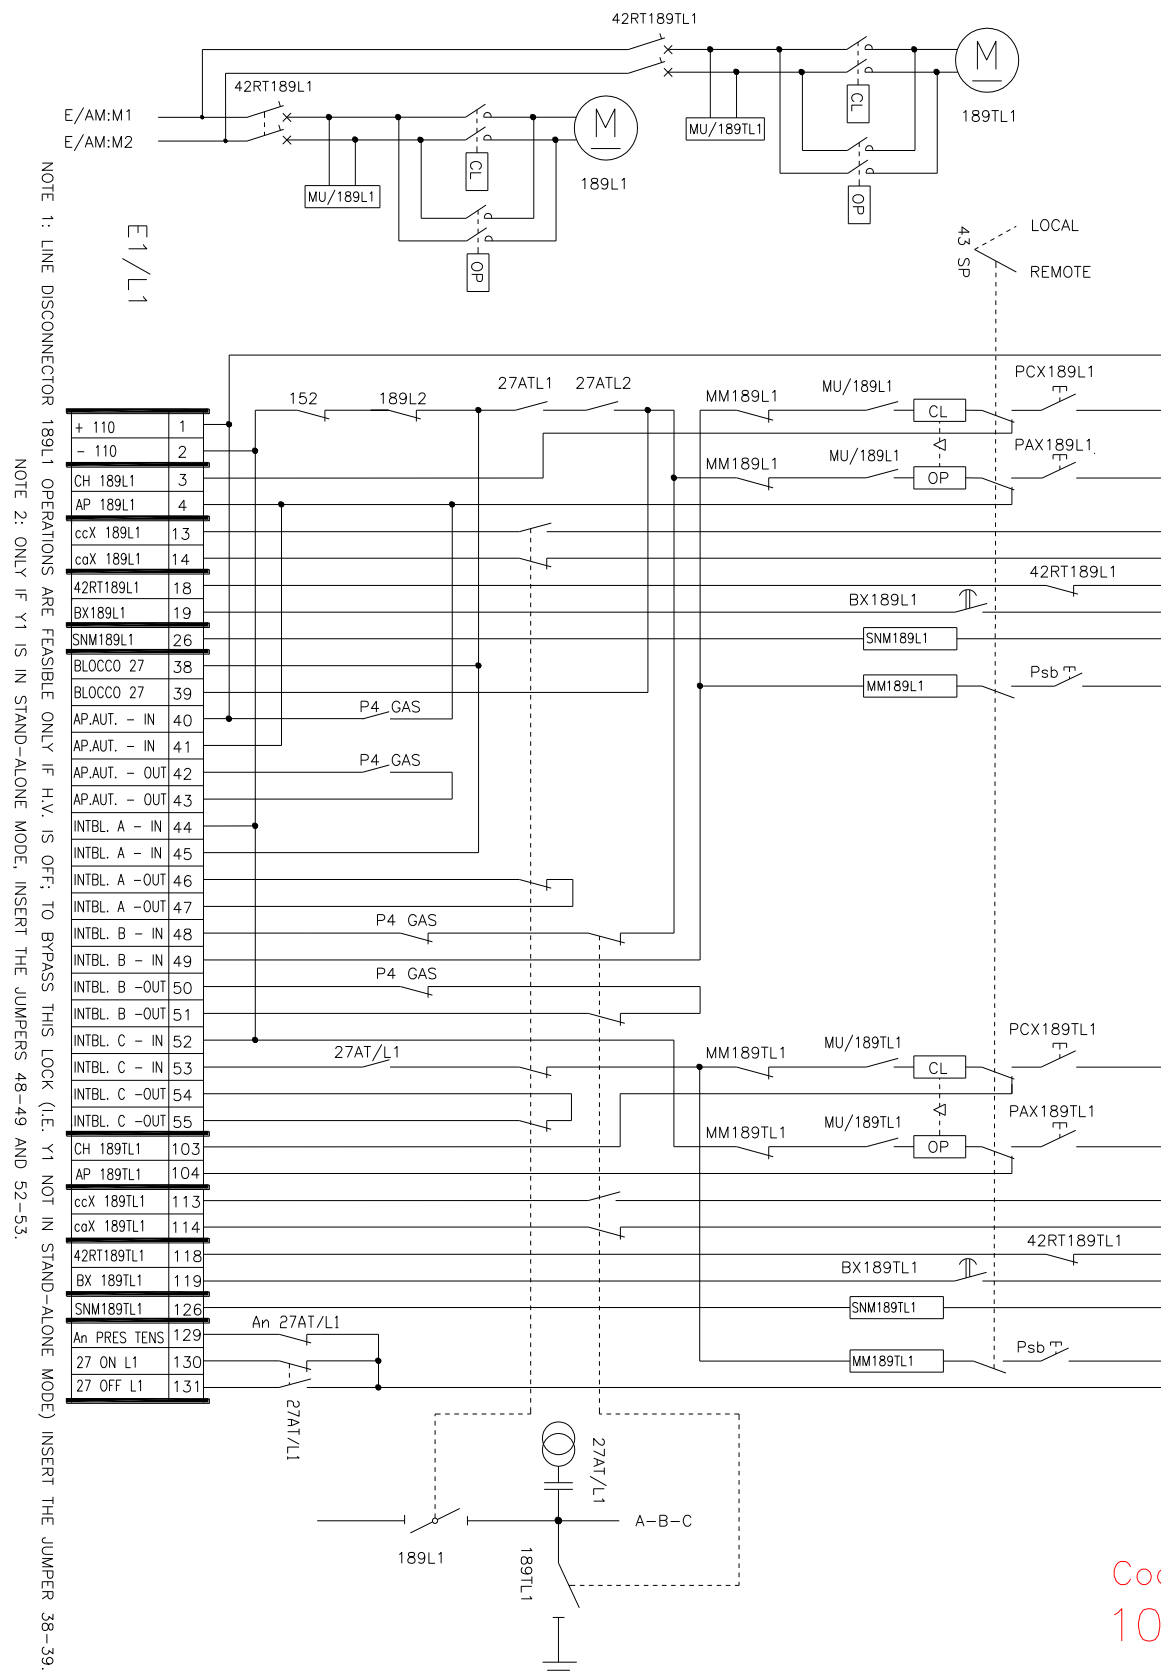 42RT189TL1
M
189TL1
CL
MU/189TL1
OP
42RT189L1
E/AM:M1
E/AM:M2
M
189L1
CL
MU/189L1
OP
E1/L1
43 SP
LOCAL
REMOTE
NOTE 1: LINE DISCONNECTOR 189L1 OPERATIONS ARE FEASIBLE ONLY IF H.V. IS OFF; TO BYPASS THIS LOCK (I.E. Y1 NOT IN STAND-ALONE MODE) INSERT THE JUMPER 38-39.
NOTE 2: ONLY IF Y1 IS IN STAND-ALONE MODE, INSERT THE JUMPERS 48-49 AND 52-53.
152
189L2
27ATL1
27ATL2
MM189L1
MU/189L1
CL
PCX189L1
MM189L1
MU/189L1
OP
PAX189L1
+ 110 1
- 110 2
CH 189L1 3
AP 189L1 4
ccX 189L1 13
caX 189L1 14
42RT189L1 18
42RT189L1
BX189L1 19
BX189L1
SNM189L1 26
SNM189L1
BLOCCO 27 38
BLOCCO 27 39
MM189L1
Psb
AP.AUT. - IN 40
P4 GAS
AP.AUT. - IN 41
AP.AUT. - OUT 42
P4 GAS
AP.AUT. - OUT 43
INTBL. A - IN 44
INTBL. A - IN 45
INTBL. A -OUT 46
INTBL. A -OUT 47
INTBL. B - IN 48
P4 GAS
INTBL. B - IN 49
INTBL. B -OUT 50
P4 GAS
INTBL. B -OUT 51
INTBL. C - IN 52
INTBL. C - IN 53
27AT/L1
MM189TL1
MU/189TL1
CL
PCX189TL1
INTBL. C -OUT 54
INTBL. C -OUT 55
CH 189TL1 103
MM189TL1
MU/189TL1
OP
PAX189TL1
AP 189TL1 104
ccX 189TL1 113
caX 189TL1 114
42RT189TL1 118
42RT189TL1
BX 189TL1 119
BX189TL1
SNM189TL1 126
SNM189TL1
An PRES TENS 129
An 27AT/L1
27 ON L1 130
MM189TL1
Psb
27 OFF L1 131
27AT/L1
27AT/L1
A-B-C
189L1
189TL1
10